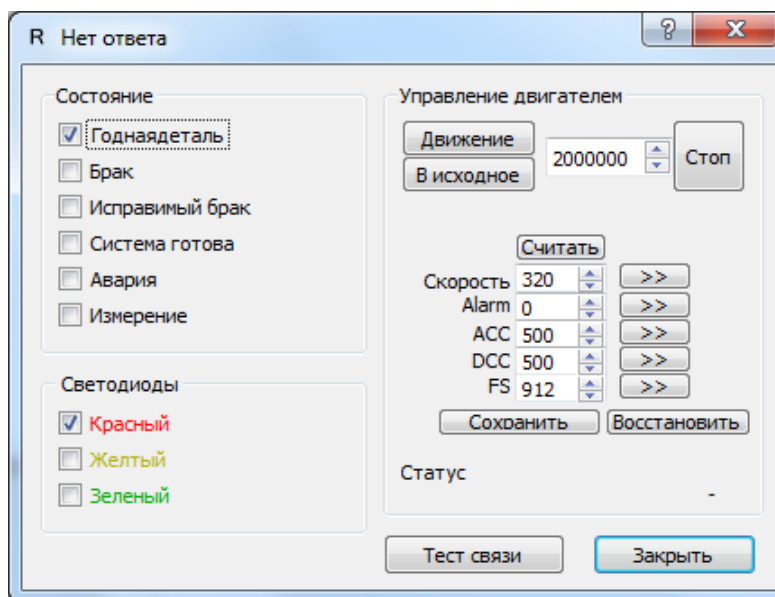 R Нет ответа
Состояние
Годнаядеталь
Брак
Исправимый брак
Система готова
Авария
Измерение
Светодиоды
Красный
Желтый
Зеленый
Управление двигателем
Движение
В исходное
2000000
Стоп
Считать
Скорость 320 >>
Alarm 0 >>
ACC 500 >>
DCC 500 >>
FS 912 >>
Сохранить Восстановить
Статус
-
Тест связи Закрыть